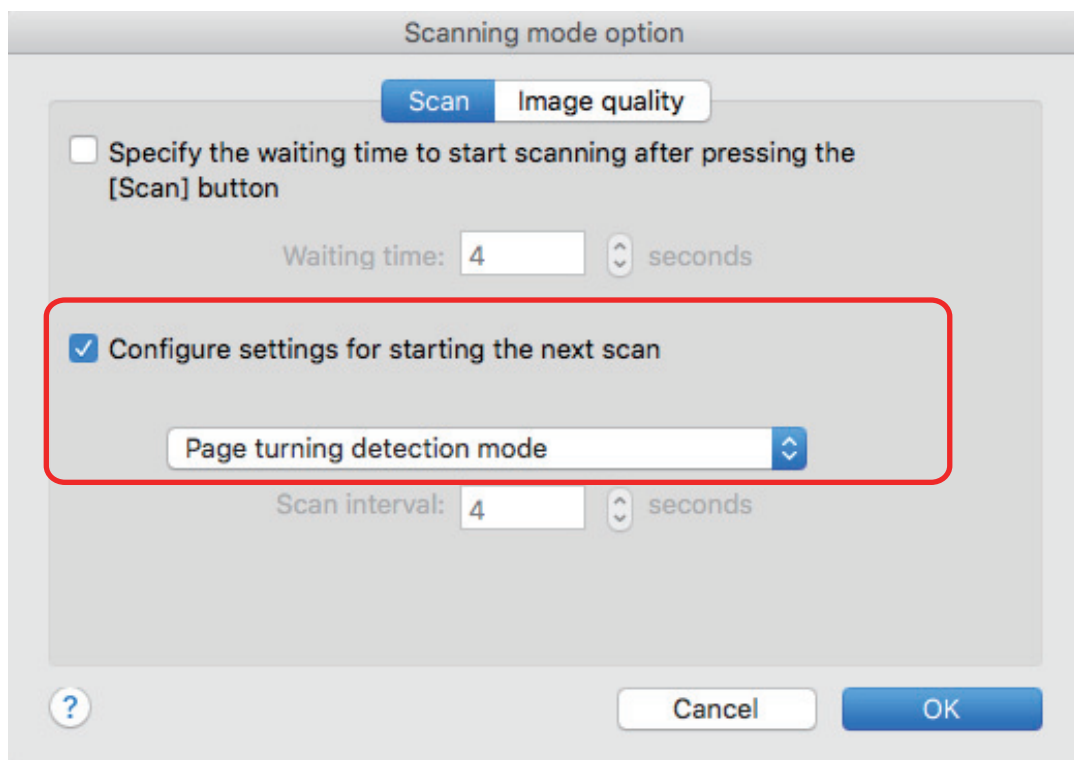 Scanning mode option
Scan Image quality
Specify the waiting time to start scanning after pressing the
[Scan] button
Waiting time: 4 seconds
Configure settings for starting the next scan
Page turning detection mode
Scan interval: 4 seconds
? Cancel OK